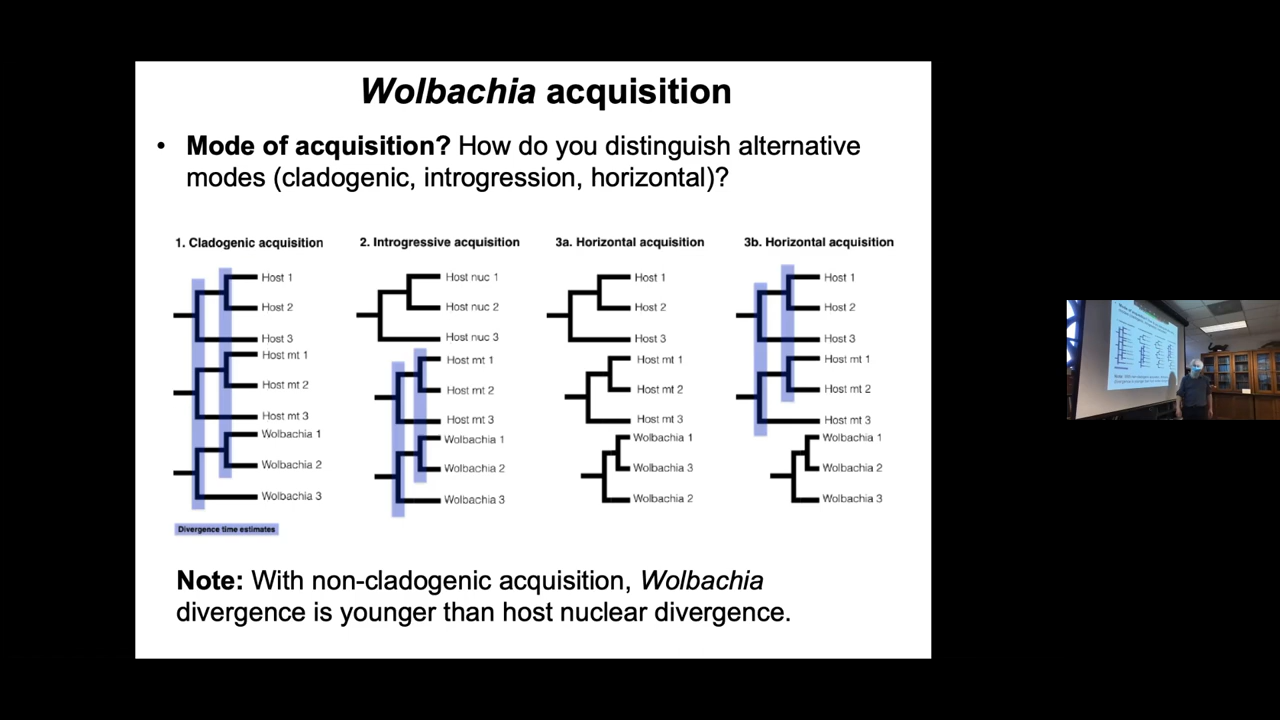 Wolbachia acquisition
• Mode of acquisition? How do you distinguish alternative
modes (cladogenic, introgression, horizontal)?
1. Cladogenic acquisition
Host 1
Host 2
Host 3
Host mt 1
Host mt 2
Host mt 3
Wolbachia 1
Wolbachia 2
Wolbachia 3
Divergence time estimates
2. Introgressive acquisition
Host nuc 1
Host nuc 2
Host nuc 3
Host mt 1
Host mt 2
Host mt 3
Wolbachia 1
Wolbachia 2
Wolbachia 3
3a. Horizontal acquisition
Host 1
Host 2
Host 3
Host mt 1
Host mt 2
Host mt 3
Wolbachia 1
Wolbachia 3
Wolbachia 2
3b. Horizontal acquisition
Host 1
Host 2
Host 3
Host mt 1
Host mt 2
Host mt 3
Wolbachia 1
Wolbachia 2
Wolbachia 3
Note: With non-cladogenic acquisition, Wolbachia
divergence is younger than host nuclear divergence.